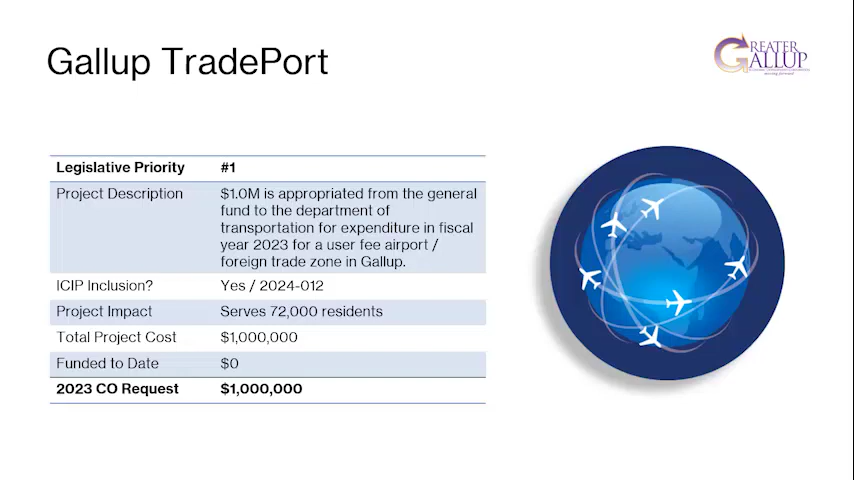 Gallup TradePort
GREATER
GALLUP
Legislative Priority #1
Project Description $1.0M is appropriated from the general
fund to the department of
transportation for expenditure in fiscal
year 2023 for a user fee airport /
foreign trade zone in Gallup.
ICIP Inclusion? Yes / 2024-012
Project Impact Serves 72,000 residents
Total Project Cost $1,000,000
Funded to Date $0
2023 CO Request $1,000,000